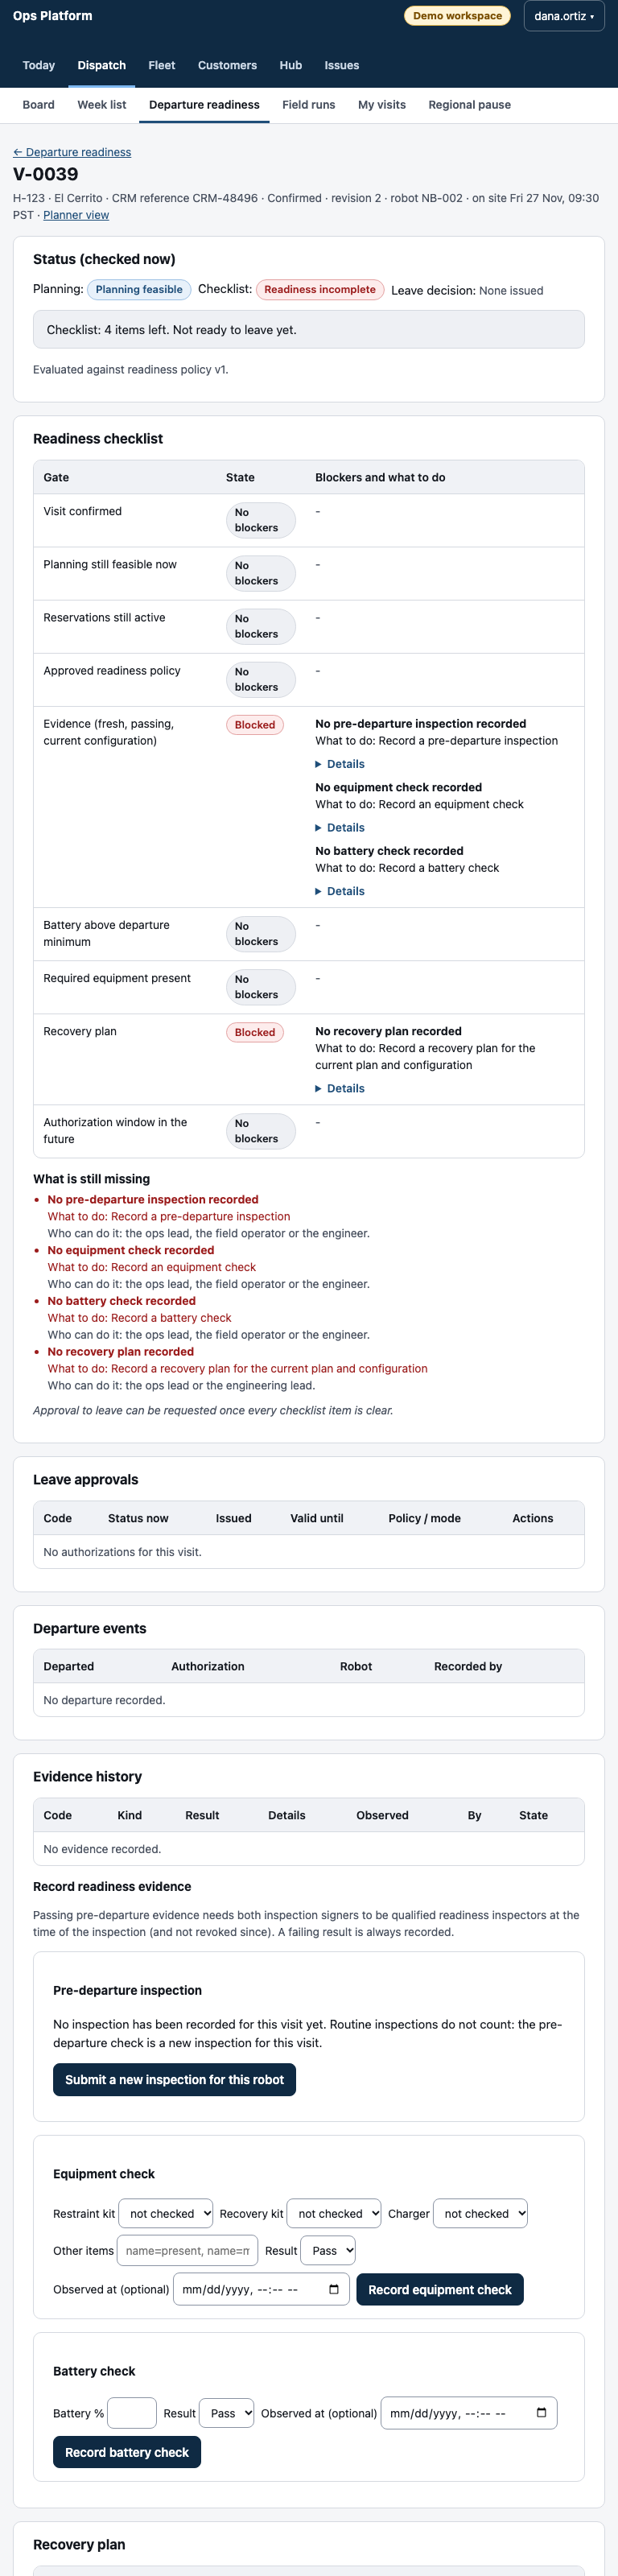 Ops Platform
Demo workspace
dana.ortiz ▾
Today Dispatch Fleet Customers Hub Issues
Board Week list Departure readiness Field runs My visits Regional pause
← Departure readiness
V-0039
H-123 · El Cerrito · CRM reference CRM-48496 · Confirmed · revision 2 · robot NB-002 · on site Fri 27 Nov, 09:30
PST · Planner view
Status (checked now)
Planning: Planning feasible Checklist: Readiness incomplete Leave decision: None issued
Checklist: 4 items left. Not ready to leave yet.
Evaluated against readiness policy v1.
Readiness checklist
Gate State Blockers and what to do
Visit confirmed No blockers -
Planning still feasible now No blockers -
Reservations still active No blockers -
Approved readiness policy No blockers -
Evidence (fresh, passing, current configuration) Blocked
No pre-departure inspection recorded
What to do: Record a pre-departure inspection
▶ Details
No equipment check recorded
What to do: Record an equipment check
▶ Details
No battery check recorded
What to do: Record a battery check
▶ Details
Battery above departure minimum No blockers -
Required equipment present No blockers -
Recovery plan Blocked
No recovery plan recorded
What to do: Record a recovery plan for the
current plan and configuration
▶ Details
Authorization window in the future No blockers -
What is still missing
• No pre-departure inspection recorded
What to do: Record a pre-departure inspection
Who can do it: the ops lead, the field operator or the engineer.
• No equipment check recorded
What to do: Record an equipment check
Who can do it: the ops lead, the field operator or the engineer.
• No battery check recorded
What to do: Record a battery check
Who can do it: the ops lead, the field operator or the engineer.
• No recovery plan recorded
What to do: Record a recovery plan for the current plan and configuration
Who can do it: the ops lead or the engineering lead.
Approval to leave can be requested once every checklist item is clear.
Leave approvals
Code Status now Issued Valid until Policy / mode Actions
No authorizations for this visit.
Departure events
Departed Authorization Robot Recorded by
No departure recorded.
Evidence history
Code Kind Result Details Observed By State
No evidence recorded.
Record readiness evidence
Passing pre-departure evidence needs both inspection signers to be qualified readiness inspectors at the
time of the inspection (and not revoked since). A failing result is always recorded.
Pre-departure inspection
No inspection has been recorded for this visit yet. Routine inspections do not count: the pre-
departure check is a new inspection for this visit.
Submit a new inspection for this robot
Equipment check
Restraint kit not checked Recovery kit not checked Charger not checked
Other items name=present, name=m Result Pass
Observed at (optional) mm/dd/yyyy, --:-- -- Record equipment check
Battery check
Battery % Result Pass Observed at (optional) mm/dd/yyyy, --:-- --
Record battery check
Recovery plan